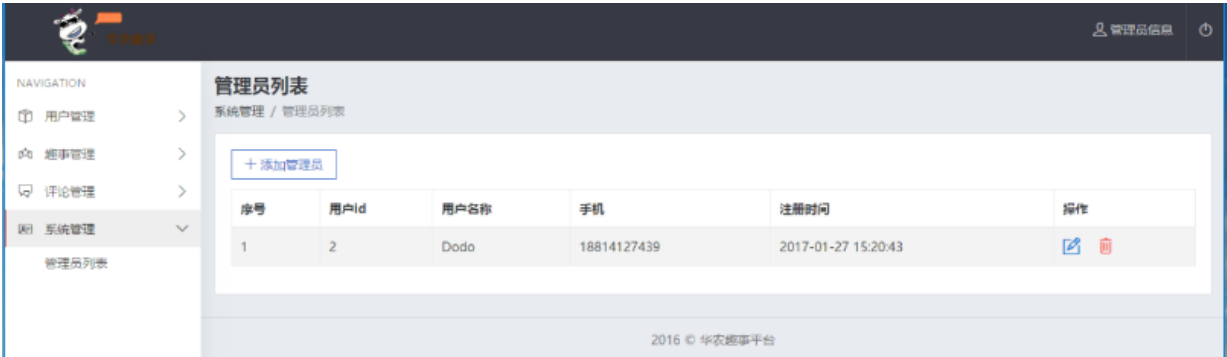 管理员信息
NAVIGATION
用户管理
趣事管理
评论管理
系统管理
管理员列表
管理员列表
系统管理 / 管理员列表
+ 添加管理员
序号 用户id 用户名称 手机 注册时间 操作
1 2 Dodo 18814127439 2017-01-27 15:20:43
2016 © 华农趣事平台